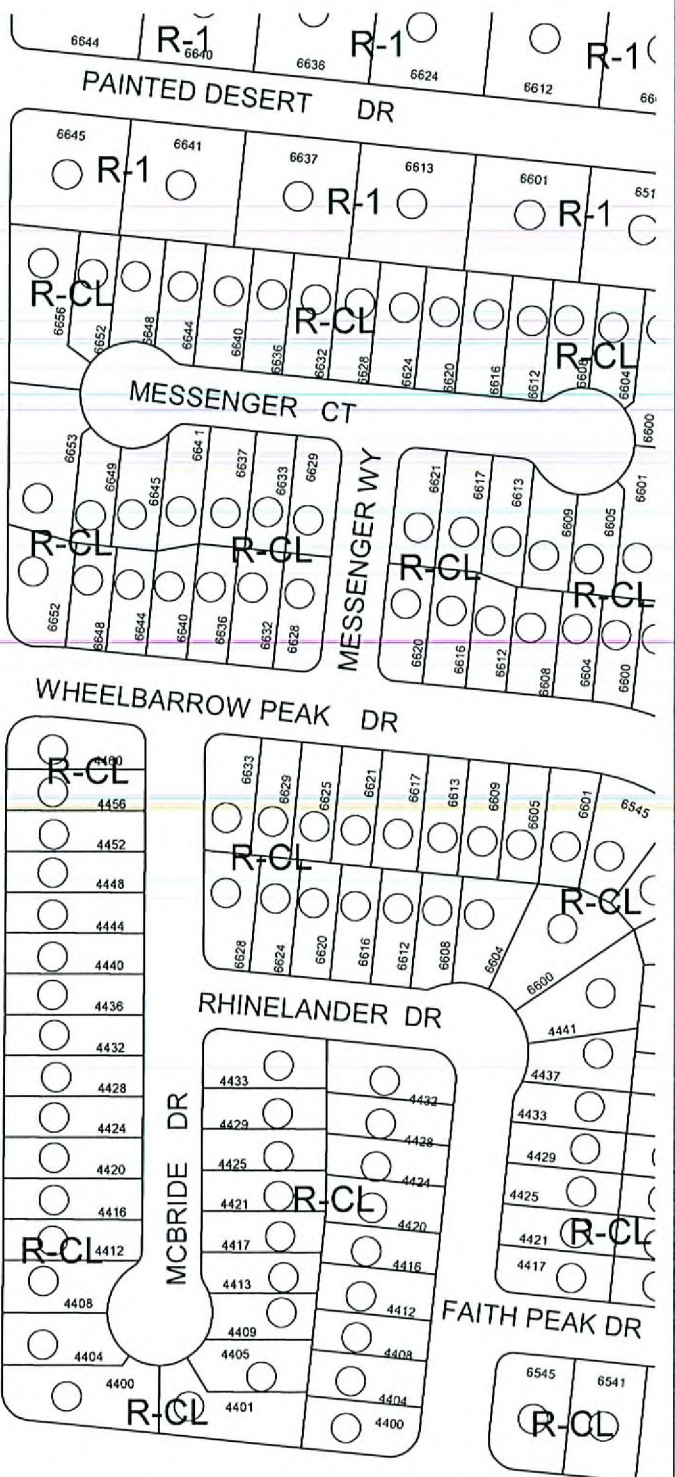 6644 R-1 6640 6636 R-1 6624 6612 R-1 66
PAINTED DESERT DR
6645 R-1 6641 6637 R-1 6613 6601 R-1 651
R-CL R-CL R-CL
6656 6652 6648 6644 6640 6636 6632 6628 6624 6620 6616 6612 6608 6604 6600
MESSENGER CT
6653 6649 6645 664 1 6637 6633 6629
MESSENGER WY
6621 6617 6613 6609 6605 6601
R-CL R-CL R-CL R-CL
6652 6648 6644 6640 6636 6632 6628
6620 6616 6612 6608 6604 6600
WHEELBARROW PEAK DR
4460
R-CL
4456
4452
4448
4444
4440
4436
4432
4428
4424
4420
4416
R-CL 4412
4408
4404
4400
6633 6629 6625 6621 6617 6613 6609 6605 6601 6545
R-CL R-CL
6628 6624 6620 6616 6612 6608 6604 6600
RHINELANDER DR
MCBRIDE DR
4433
4429
4425
4421
4417
4413
4409
4405
4401
R-CL
4432
4428
4424
R-CL
4420
4416
4412
4408
4404
4400
4441
4437
4433
4429
4425
4421 R-CL
4417
FAITH PEAK DR
6545 6541
R-CL